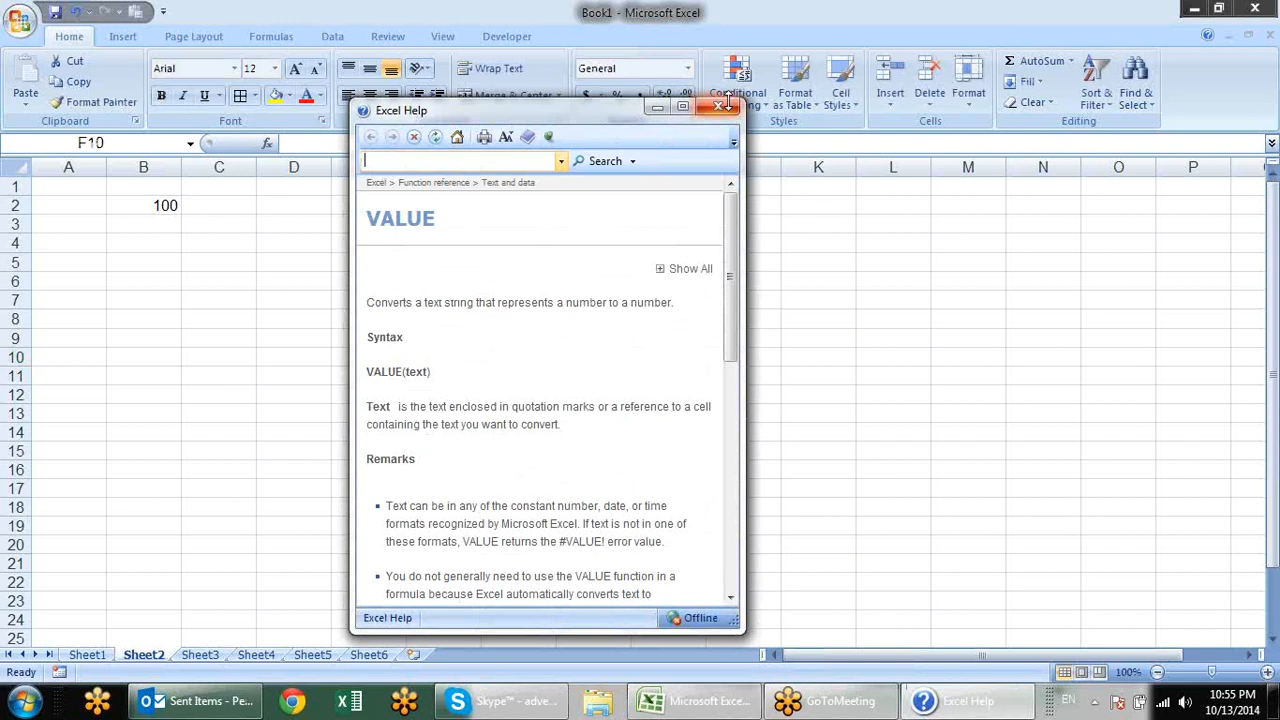 Book1 - Microsoft Excel
Home Insert Page Layout Formulas Data Review View Developer
Paste Cut Arial 12 Wrap Text General Conditional Format Cell Insert Delete Format AutoSum Sort & Find &
Copy as Table Styles Fill Filter Select
Format Painter Merge & Center Clear
Clipboard Styles Cells Editing
F10 fx
A B C D K L M N O P
1
2 100
3
4
5
6
7
8
9
10
11
12
13
14
15
16
17
18
19
20
21
22
23
24
25
Excel Help
Search
Excel > Function reference > Text and data
VALUE
Show All
Converts a text string that represents a number to a number.
Syntax
VALUE(text)
Text is the text enclosed in quotation marks or a reference to a cell
containing the text you want to convert.
Remarks
Text can be in any of the constant number, date, or time
formats recognized by Microsoft Excel. If text is not in one of
these formats, VALUE returns the #VALUE! error value.
You do not generally need to use the VALUE function in a
formula because Excel automatically converts text to
Excel Help Offline
Sheet1 Sheet2 Sheet3 Sheet4 Sheet5 Sheet6
Ready 100%
Sent Items - Pe... Skype™ - adve... Microsoft Exce... GoToMeeting Excel Help EN 10:55 PM
10/13/2014